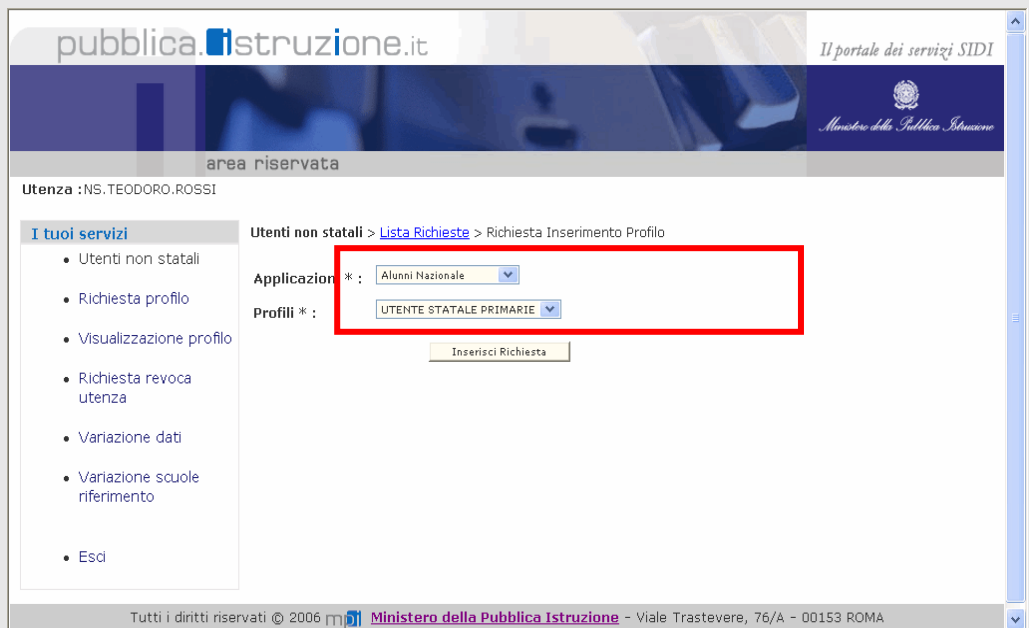 pubblica.istruzione.it
Il portale dei servizi SIDI
Ministero della Pubblica Istruzione
area riservata
Utenza :NS.TEODORO.ROSSI
I tuoi servizi
Utenti non statali
Richiesta profilo
Visualizzazione profilo
Richiesta revoca
utenza
Variazione dati
Variazione scuole
riferimento
Esci
Utenti non statali > Lista Richieste > Richiesta Inserimento Profilo
Applicazion * : Alunni Nazionale
Profili * : UTENTE STATALE PRIMARIE
Inserisci Richiesta
Tutti i diritti riservati © 2006 mpi Ministero della Pubblica Istruzione - Viale Trastevere, 76/A - 00153 ROMA